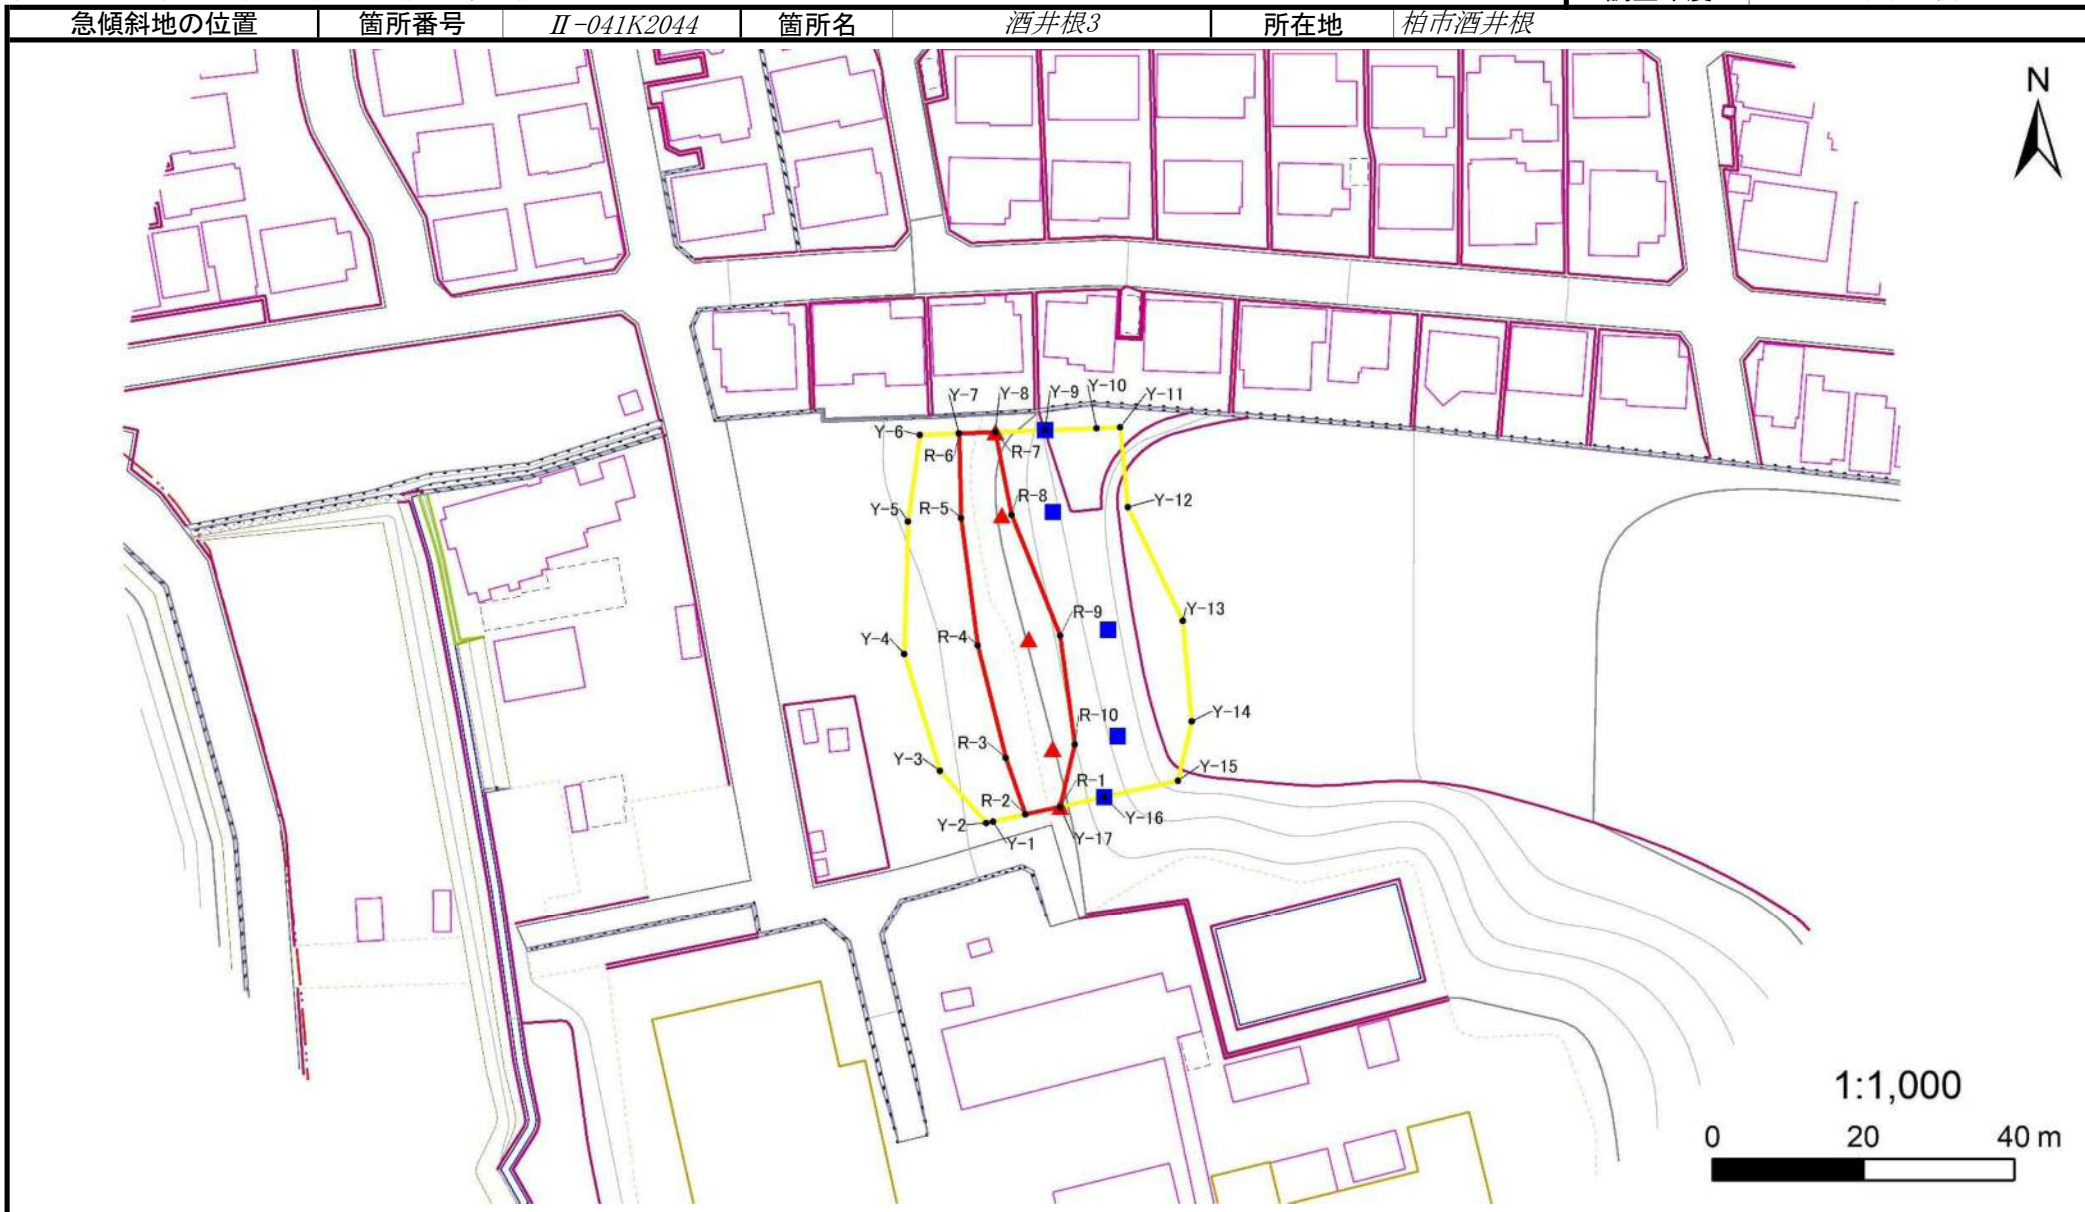 急傾斜地の位置 箇所番号 Ⅱ-041K2044 箇所名 酒井根3 所在地 柏市酒井根
N
Y-7 Y-8 Y-9 Y-10 Y-11
Y-6 R-6 R-7
Y-5 R-5 R-8 Y-12
Y-4 R-4 R-9 Y-13
Y-3 R-3 R-10 Y-14
R-2 R-1 Y-15
Y-2 Y-1 Y-17 Y-16
1:1,000
0 20 40 m